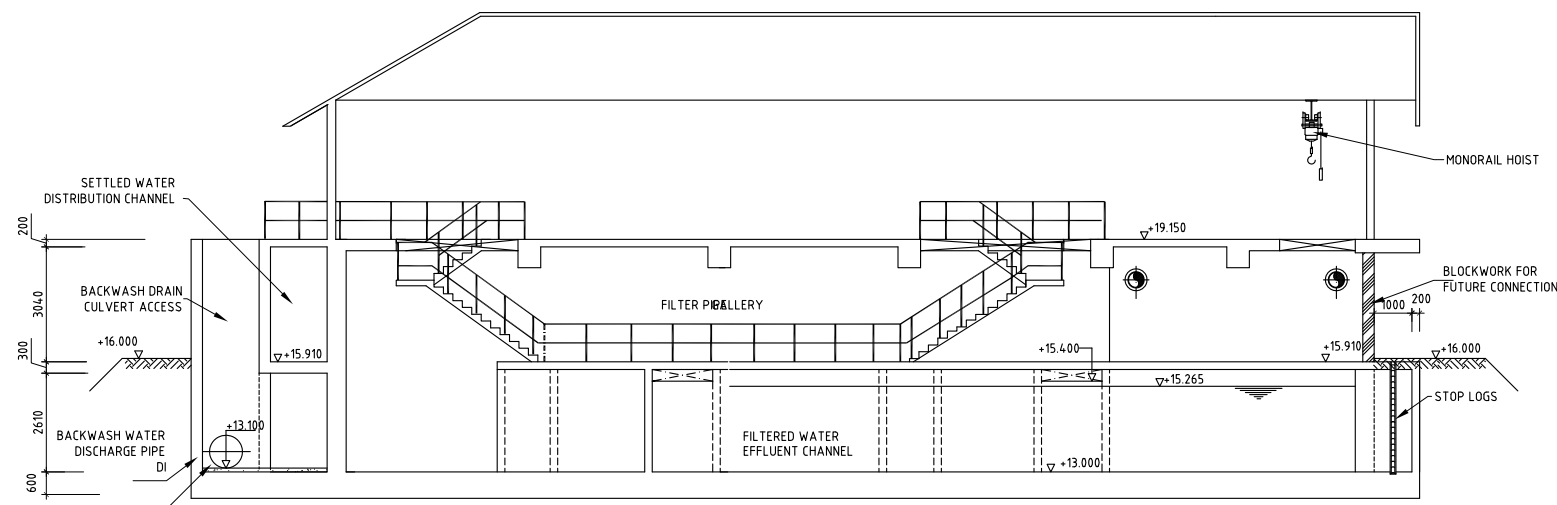 MONORAIL HOIST
SETTLED WATER
DISTRIBUTION CHANNEL
200
+19.150
BACKWASH DRAIN
CULVERT ACCESS
3040
FILTER PIPE GALLERY
BLOCKWORK FOR
FUTURE CONNECTION
1000
200
+16.000
300
+15.910
+15.400
+15.910
+16.000
+15.265
STOP LOGS
2610
+13.100
BACKWASH WATER
DISCHARGE PIPE
DI
FILTERED WATER
EFFLUENT CHANNEL
+13.000
600